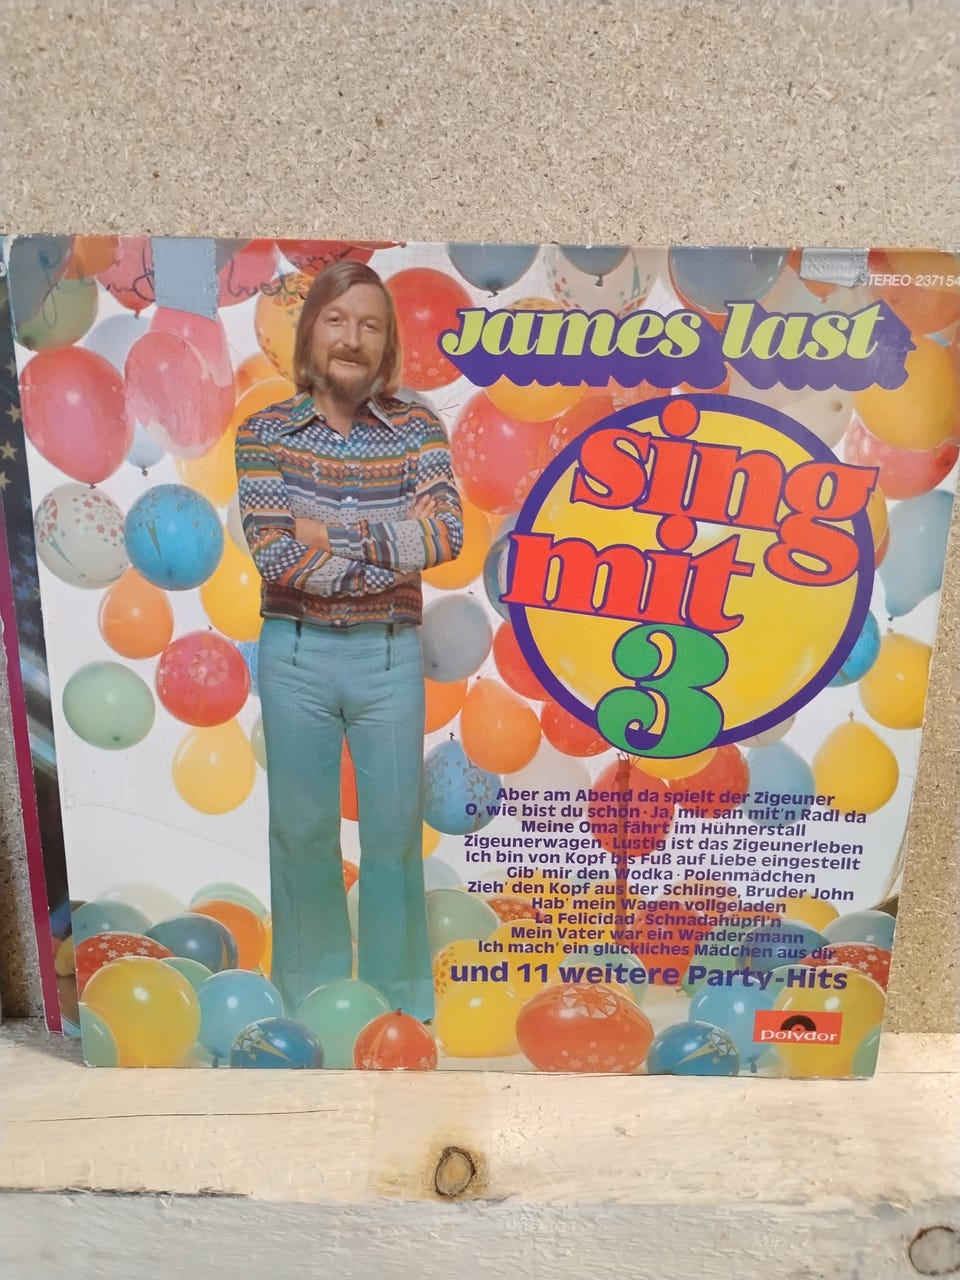 STEREO 237154
james last
sing
mit
3
Aber am Abend da spielt der Zigeuner
O, wie bist du schön · Ja, mir san mit'n Radl da
Meine Oma fährt im Hühnerstall
Zigeunerwagen · Lustig ist das Zigeunerleben
Ich bin von Kopf bis Fuß auf Liebe eingestellt
Gib' mir den Wodka · Polenmädchen
Zieh' den Kopf aus der Schlinge, Bruder John
Hab' mein Wagen vollgeladen
La Felicidad · Schnadahüpfl'n
Mein Vater war ein Wandersmann
Ich mach' ein glückliches Mädchen aus dir
und 11 weitere Party-Hits
polydor